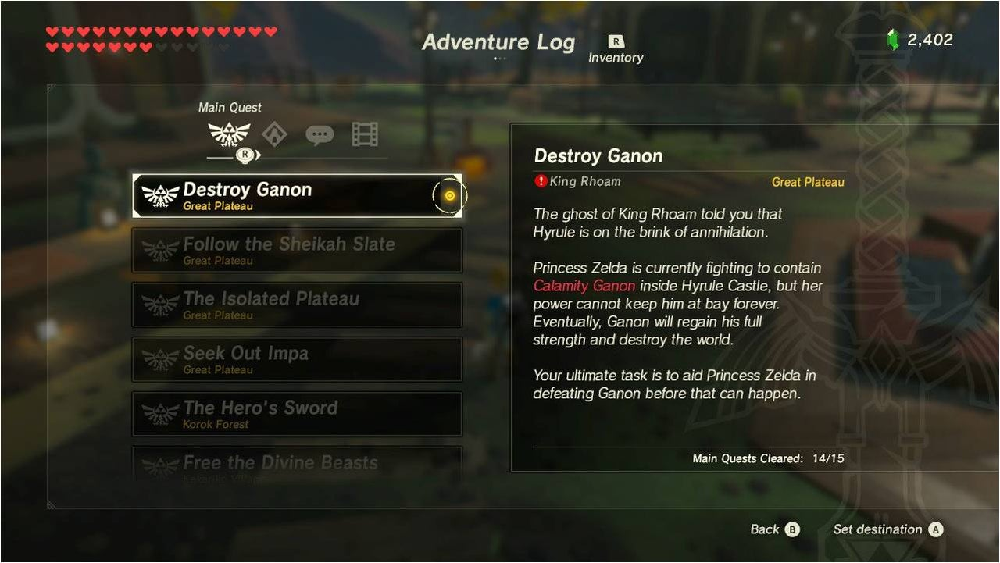 Adventure Log
R
Inventory
2,402
Main Quest
R
Destroy Ganon
Great Plateau
Follow the Sheikah Slate
Great Plateau
The Isolated Plateau
Great Plateau
Seek Out Impa
Great Plateau
The Hero's Sword
Korok Forest
Free the Divine Beasts
Kakariko Village
Destroy Ganon
! King Rhoam
Great Plateau
The ghost of King Rhoam told you that
Hyrule is on the brink of annihilation.
Princess Zelda is currently fighting to contain
Calamity Ganon inside Hyrule Castle, but her
power cannot keep him at bay forever.
Eventually, Ganon will regain his full
strength and destroy the world.
Your ultimate task is to aid Princess Zelda in
defeating Ganon before that can happen.
Main Quests Cleared: 14/15
Back B
Set destination A